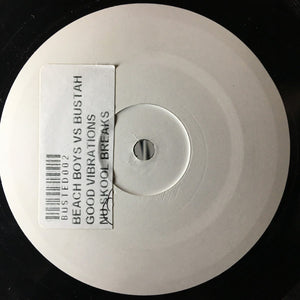 BUSTED002
BEACH BOYS VS BUSTAH
GOOD VIBRATIONS
NU SKOOL BREAKS